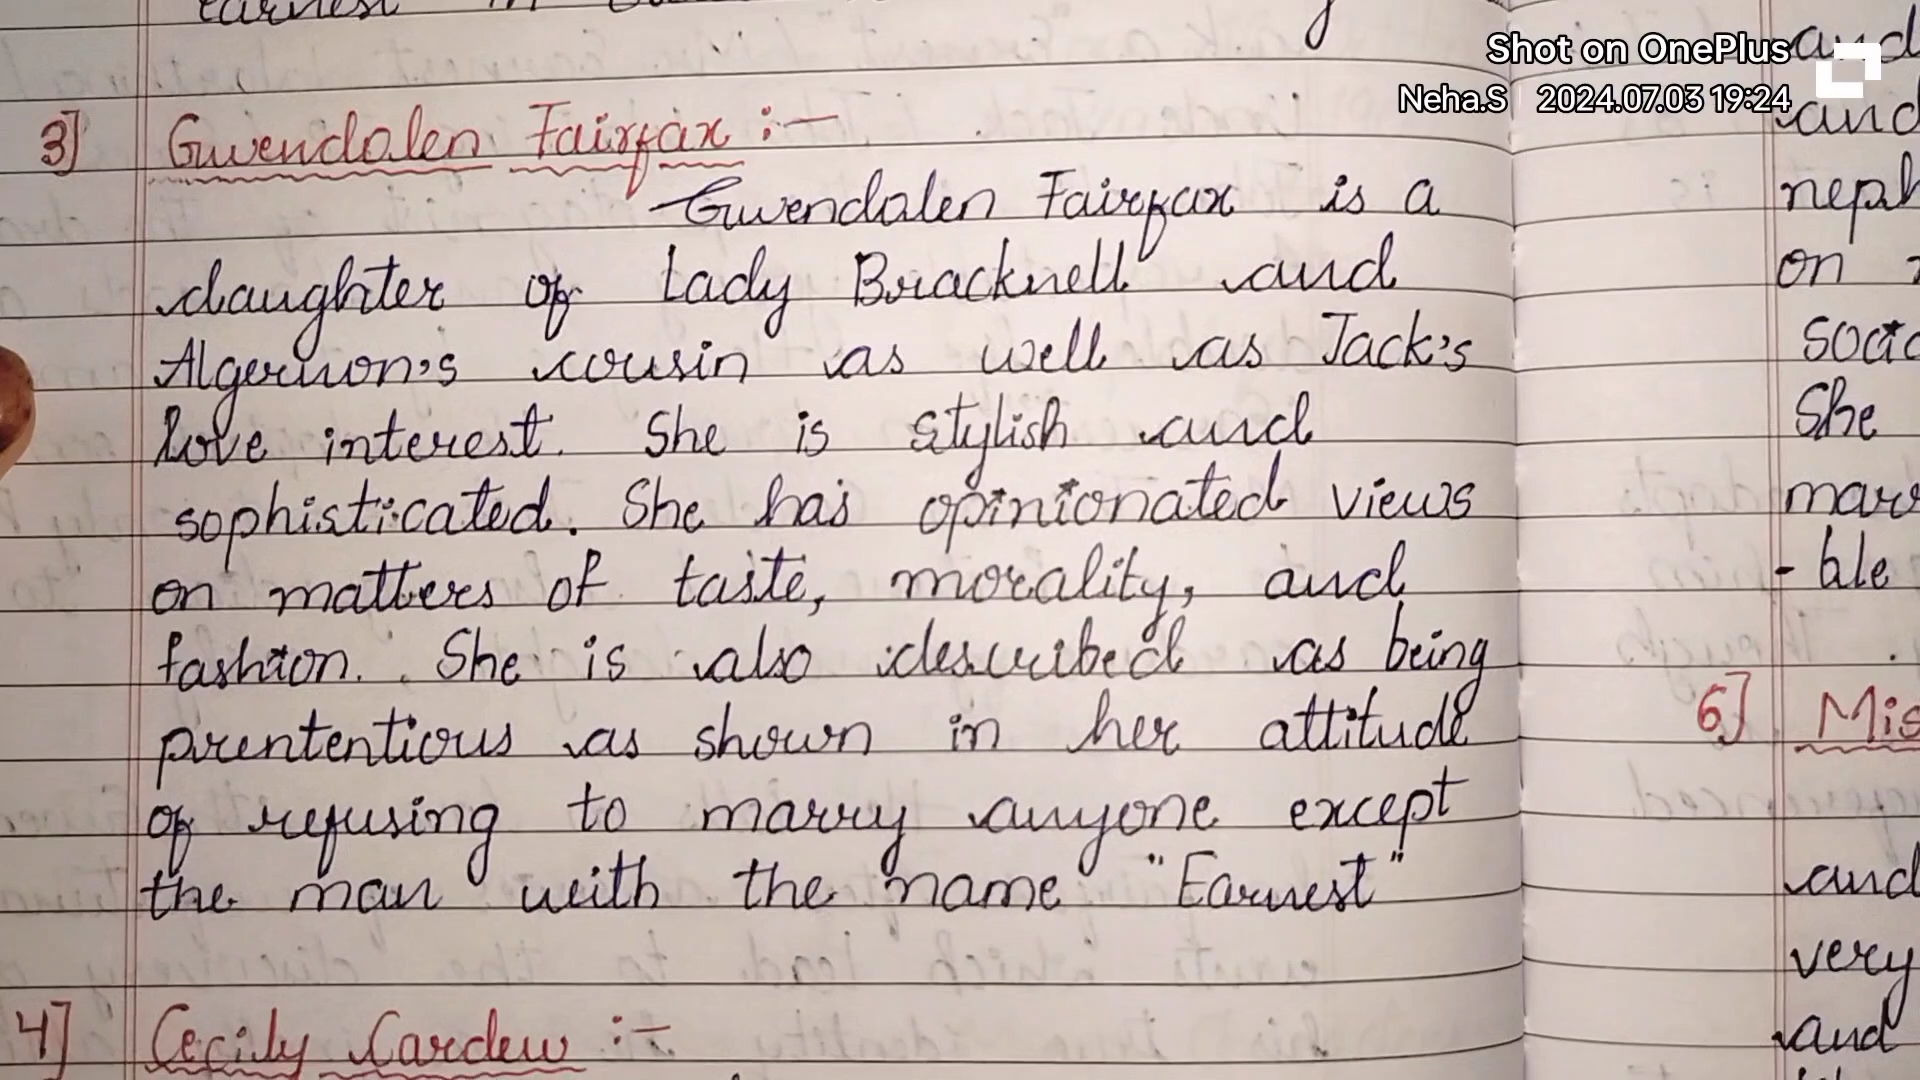 Shot on OnePlus
Neha.S 2024.07.03 19:24
3] Gwendolen Fairfax :-
Gwendolen Fairfax is a
daughter of Lady Bracknell and
Algernon's cousin as well as Jack's
love interest. She is stylish and
sophisticated. She has opinionated views
on matters of taste, morality, and
fashion. She is also described as being
prententious as shown in her attitude
of refusing to marry anyone except
the man with the name "Earnest"
4] Cecily Cardew :-
and
and
neph
on
She
- ble
6] Mis
and
very
and